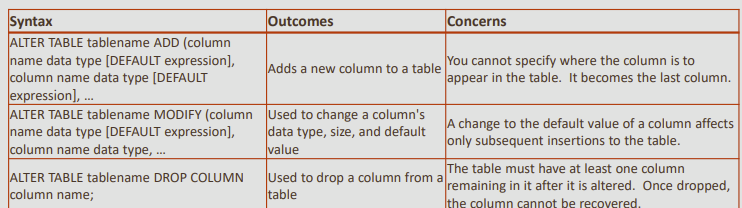 Syntax
Outcomes
Concerns
ALTER TABLE tablename ADD (column
name data type [DEFAULT expression],
column name data type [DEFAULT
expression], …
Adds a new column to a table
You cannot specify where the column is to
appear in the table.  It becomes the last column.
ALTER TABLE tablename MODIFY (column
name data type [DEFAULT expression],
column name data type, …
Used to change a column's
data type, size, and default
value
A change to the default value of a column affects
only subsequent insertions to the table.
ALTER TABLE tablename DROP COLUMN
column name;
Used to drop a column from a
table
The table must have at least one column
remaining in it after it is altered.  Once dropped,
the column cannot be recovered.